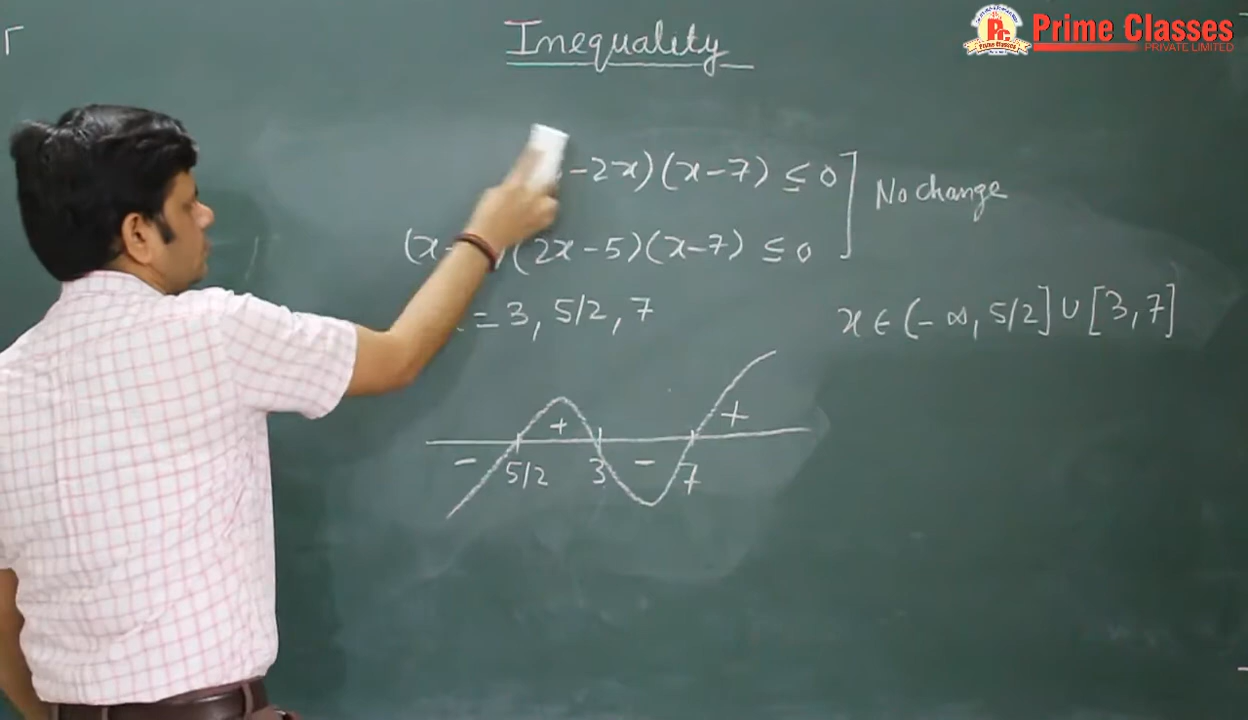 Inequality
Prime Classes
PRIVATE LIMITED
-2x)(x-7) ≤ 0] No change
(x- (2x-5)(x-7) ≤ 0
= 3, 5/2, 7
x ∈ (-∞, 5/2] ∪ [3, 7]
+ +
- -
5/2 3 7